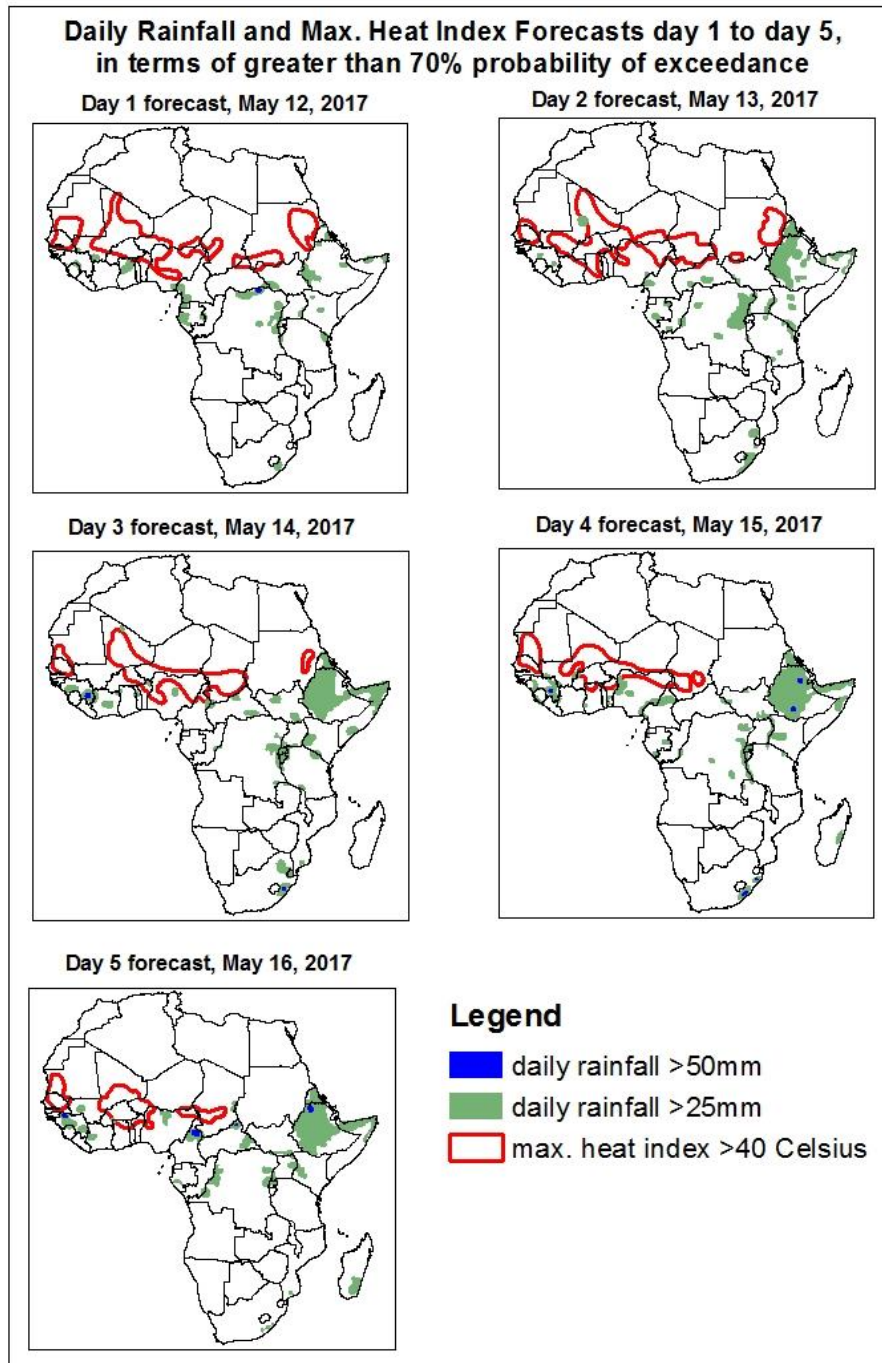 Daily Rainfall and Max. Heat Index Forecasts day 1 to day 5,
in terms of greater than 70% probability of exceedance
Day 1 forecast, May 12, 2017
Day 2 forecast, May 13, 2017
Day 3 forecast, May 14, 2017
Day 4 forecast, May 15, 2017
Day 5 forecast, May 16, 2017
Legend
daily rainfall >50mm
daily rainfall >25mm
max. heat index >40 Celsius